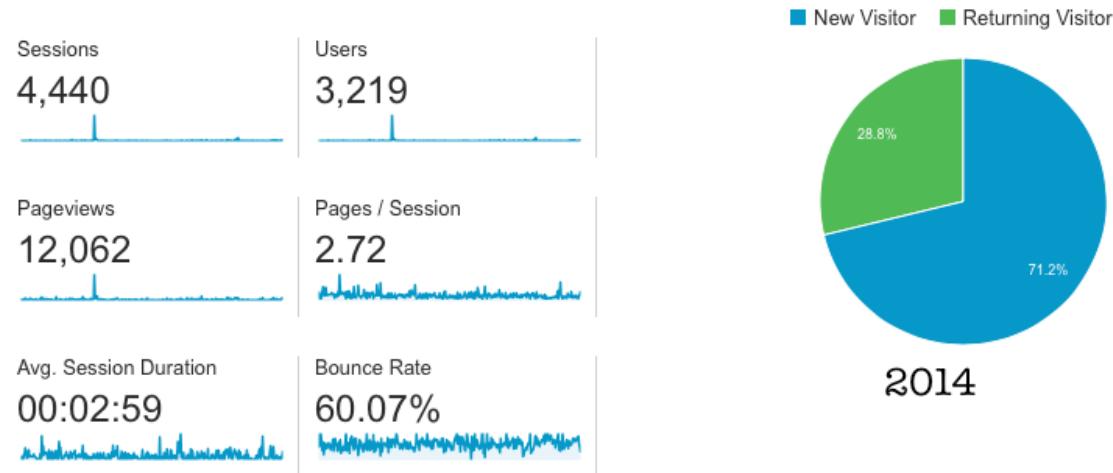 New Visitor Returning Visitor
Sessions
4,440
Users
3,219
Pageviews
12,062
Pages / Session
2.72
Avg. Session Duration
00:02:59
Bounce Rate
60.07%
28.8%
71.2%
2014